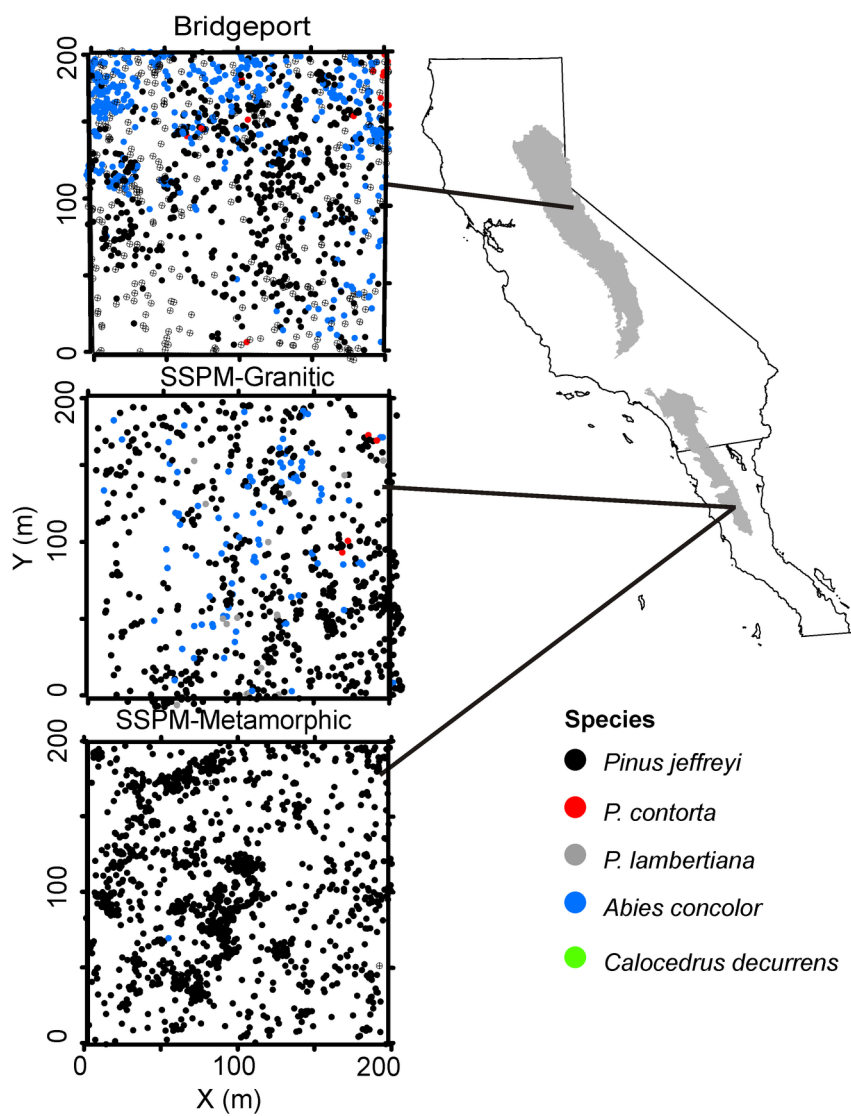 Bridgeport
200
100
0
SSPM-Granitic
200
100
0
Y (m)
SSPM-Metamorphic
200
100
0
0
100
200
X (m)
Species
Pinus jeffreyi
P. contorta
P. lambertiana
Abies concolor
Calocedrus decurrens